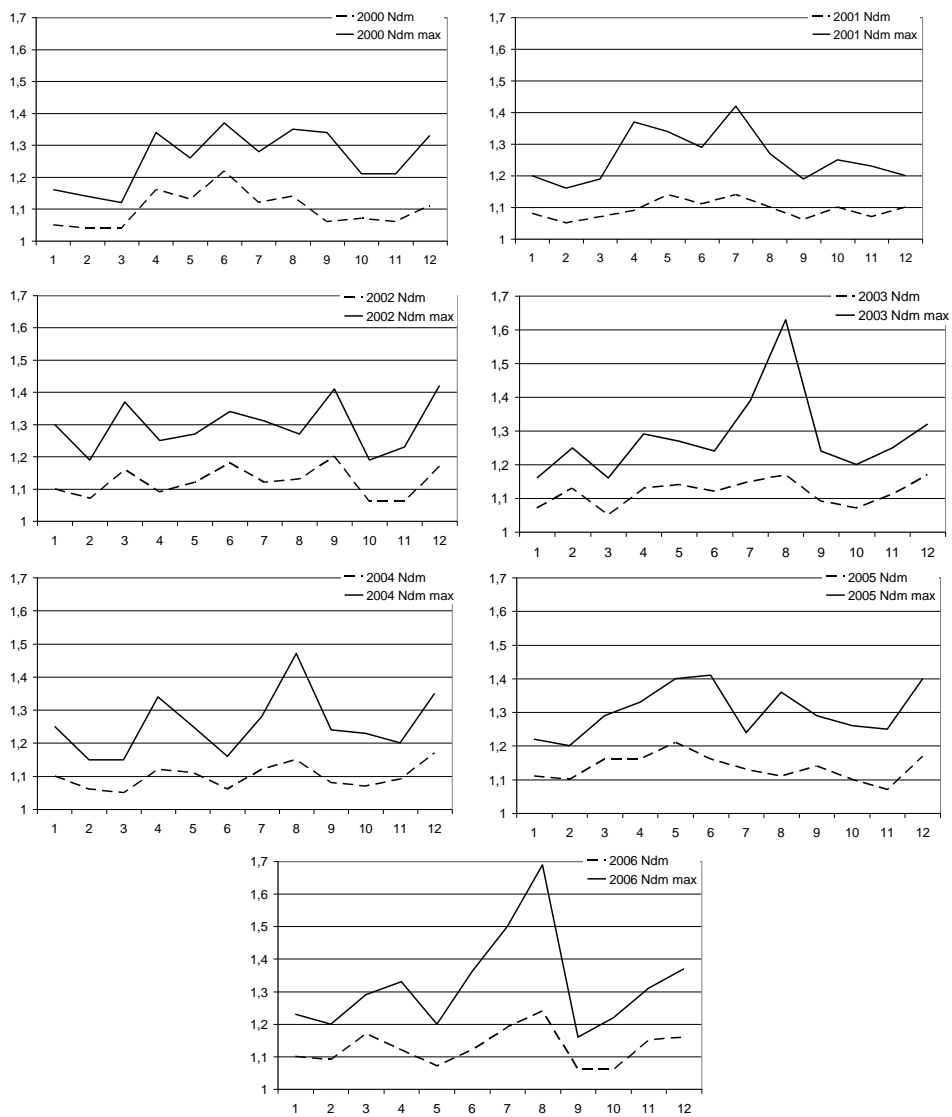 2000 Ndm
2000 Ndm max
1,7
1,6
1,5
1,4
1,3
1,2
1,1
1
1 2 3 4 5 6 7 8 9 10 11 12
2001 Ndm
2001 Ndm max
1,7
1,6
1,5
1,4
1,3
1,2
1,1
1
1 2 3 4 5 6 7 8 9 10 11 12
2002 Ndm
2002 Ndm max
1,7
1,6
1,5
1,4
1,3
1,2
1,1
1
1 2 3 4 5 6 7 8 9 10 11 12
2003 Ndm
2003 Ndm max
1,7
1,6
1,5
1,4
1,3
1,2
1,1
1
1 2 3 4 5 6 7 8 9 10 11 12
2004 Ndm
2004 Ndm max
1,7
1,6
1,5
1,4
1,3
1,2
1,1
1
1 2 3 4 5 6 7 8 9 10 11 12
2005 Ndm
2005 Ndm max
1,7
1,6
1,5
1,4
1,3
1,2
1,1
1
1 2 3 4 5 6 7 8 9 10 11 12
2006 Ndm
2006 Ndm max
1,7
1,6
1,5
1,4
1,3
1,2
1,1
1
1 2 3 4 5 6 7 8 9 10 11 12